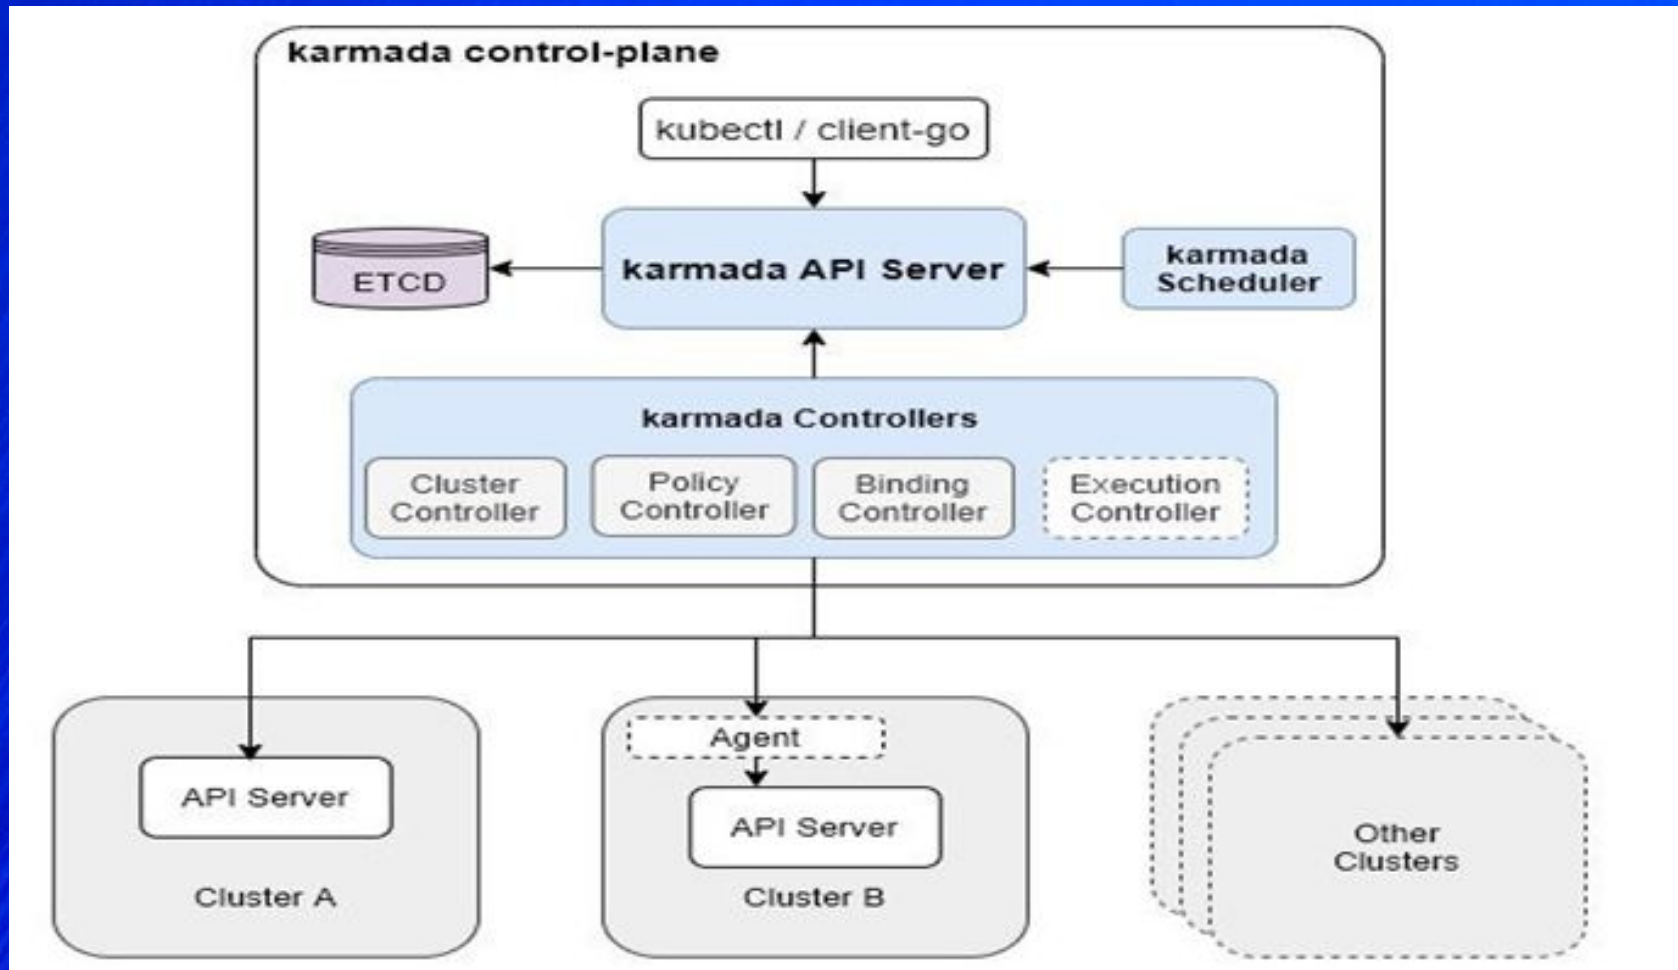 karmada control-plane
kubectl / client-go
ETCD
karmada API Server
karmada
Scheduler
karmada Controllers
Cluster
Controller
Policy
Controller
Binding
Controller
Execution
Controller
API Server
Cluster A
Agent
API Server
Cluster B
Other
Clusters